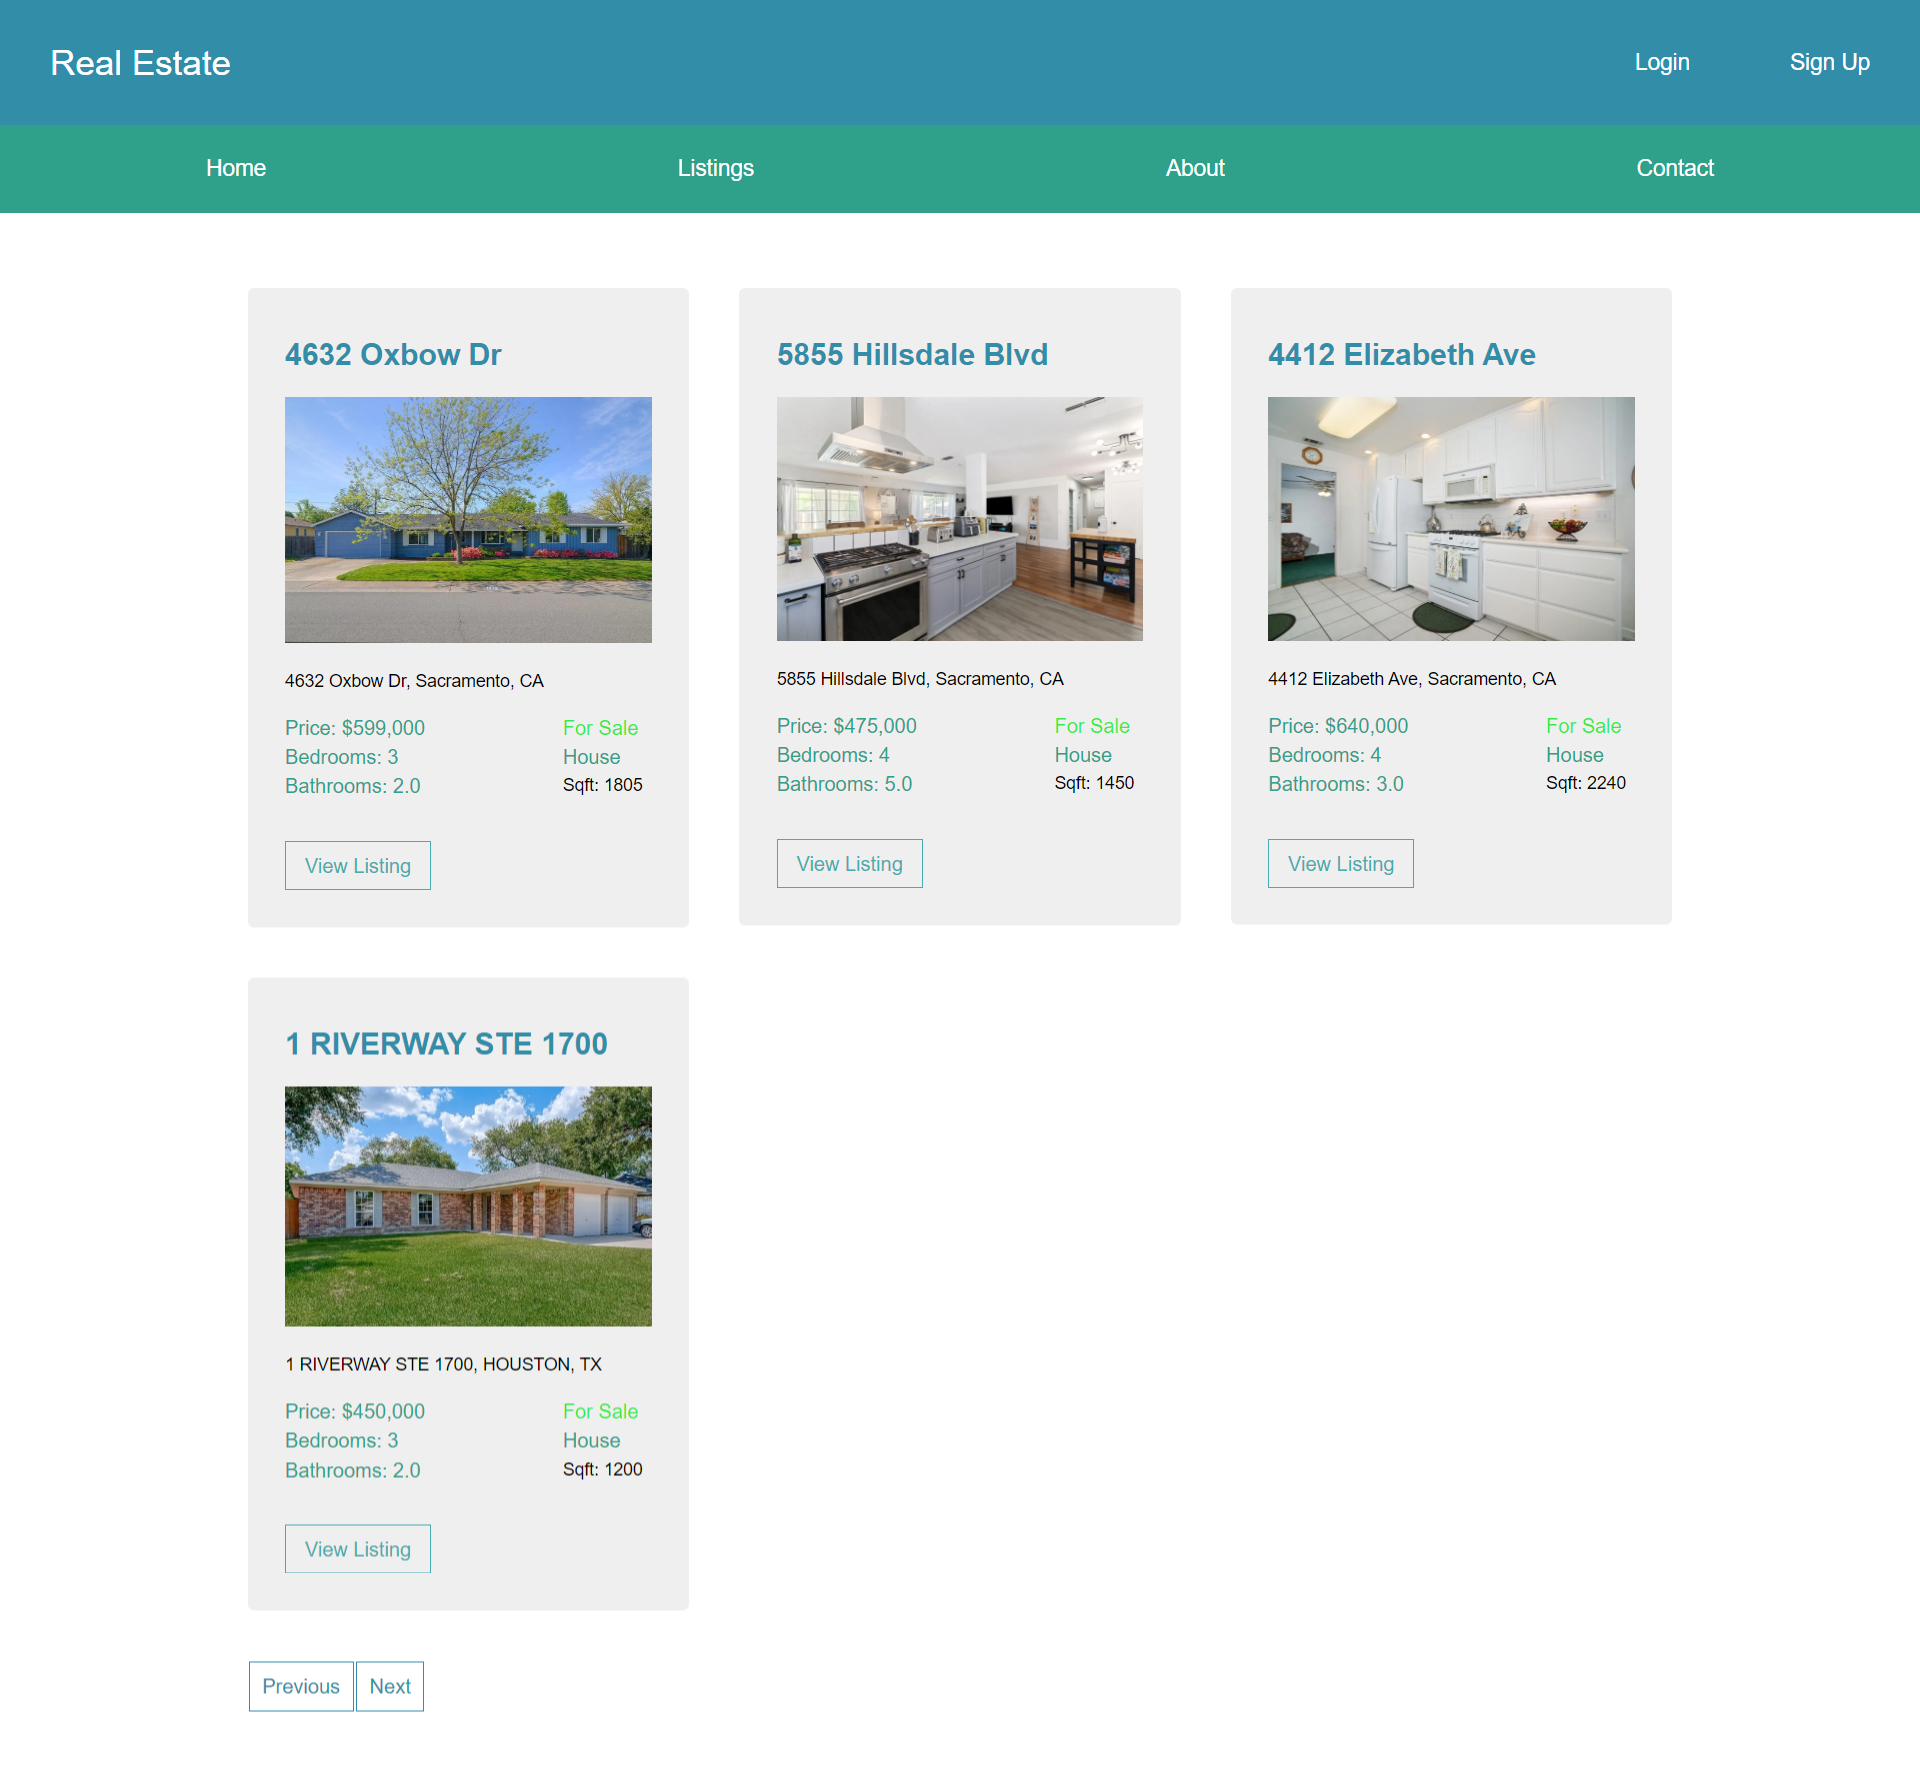 Real Estate
Login
Sign Up
Home
Listings
About
Contact
4632 Oxbow Dr
4632 Oxbow Dr, Sacramento, CA
Price: $599,000
For Sale
Bedrooms: 3
House
Bathrooms: 2.0
Sqft: 1805
View Listing
5855 Hillsdale Blvd
5855 Hillsdale Blvd, Sacramento, CA
Price: $475,000
For Sale
Bedrooms: 4
House
Bathrooms: 5.0
Sqft: 1450
View Listing
4412 Elizabeth Ave
4412 Elizabeth Ave, Sacramento, CA
Price: $640,000
For Sale
Bedrooms: 4
House
Bathrooms: 3.0
Sqft: 2240
View Listing
1 RIVERWAY STE 1700
1 RIVERWAY STE 1700, HOUSTON, TX
Price: $450,000
For Sale
Bedrooms: 3
House
Bathrooms: 2.0
Sqft: 1200
View Listing
Previous
Next